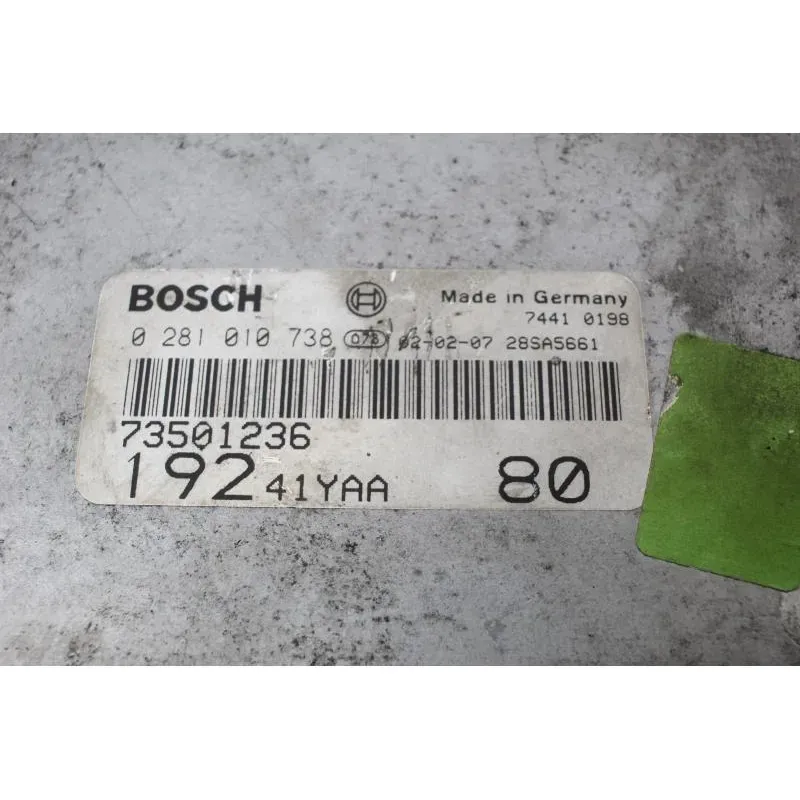 BOSCH Made in Germany
7441 0198
0 281 010 738 073 02-02-07 28SA5661
73501236
192 41YAA 80